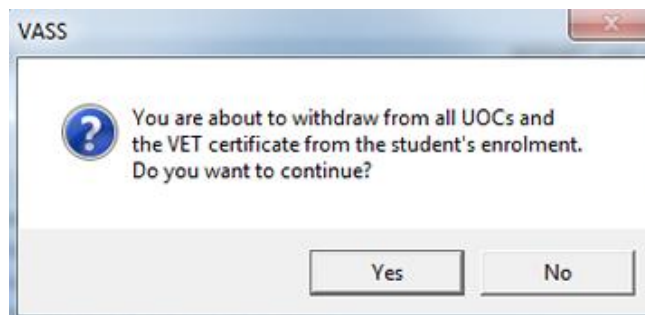 VASS
You are about to withdraw from all UOCs and
the VET certificate from the student's enrolment.
Do you want to continue?
Yes
No